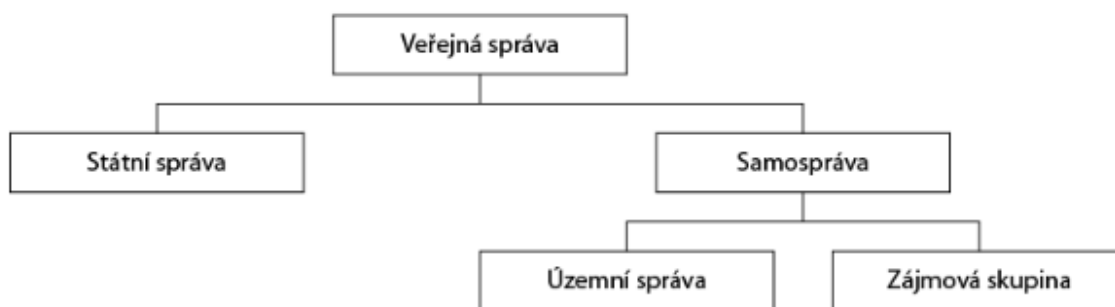 Veřejná správa
Státní správa
Samospráva
Územní správa
Zájmová skupina